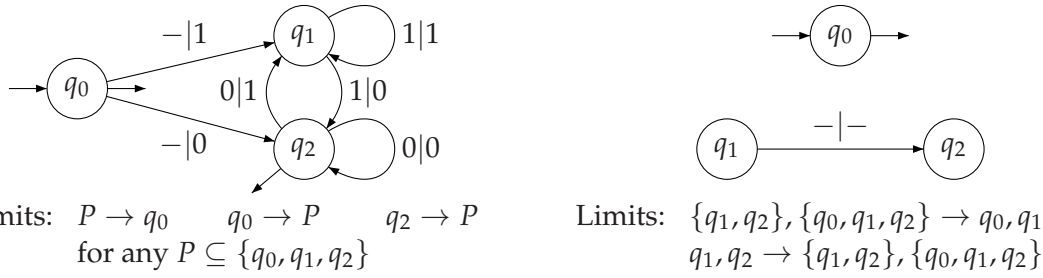 −|1
q1
1|1
q0
0|1
1|0
−|0
q2
0|0
mits: P → q0 q0 → P q2 → P
for any P ⊆ {q0, q1, q2}
q0
−|−
q1
q2
Limits: {q1, q2}, {q0, q1, q2} → q0, q1
q1, q2 → {q1, q2}, {q0, q1, q2}